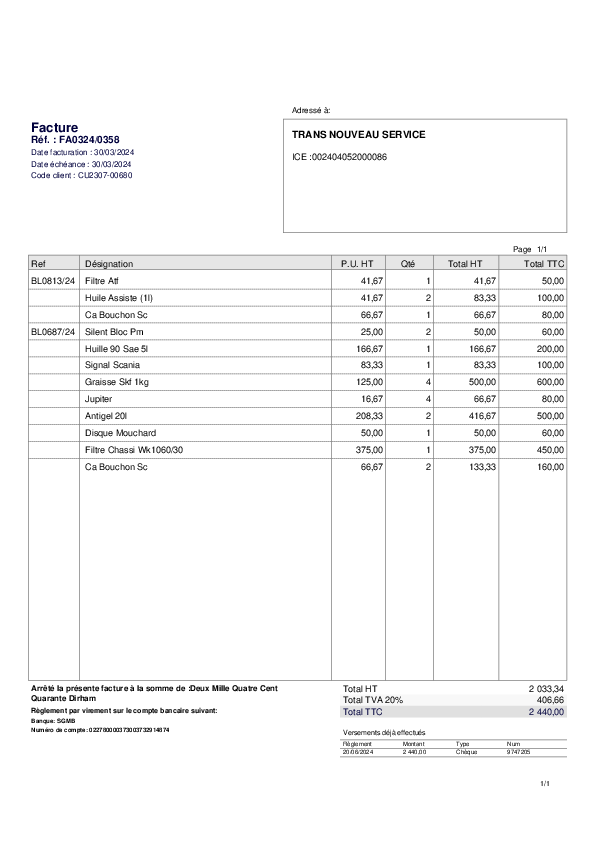 Adressé à:
Facture
Réf. : FA0324/0358
Date facturation : 30/03/2024
Date échéance : 30/03/2024
Code client : CU2307-00680
TRANS NOUVEAU SERVICE
ICE :002404052000086
Page 1/1
Ref Désignation P.U. HT Qté Total HT Total TTC
BL0813/24 Filtre Atf 41,67 1 41,67 50,00
Huile Assiste (1l) 41,67 2 83,33 100,00
Ca Bouchon Sc 66,67 1 66,67 80,00
BL0687/24 Silent Bloc Pm 25,00 2 50,00 60,00
Huille 90 Sae 5l 166,67 1 166,67 200,00
Signal Scania 83,33 1 83,33 100,00
Graisse Skf 1kg 125,00 4 500,00 600,00
Jupiter 16,67 4 66,67 80,00
Antigel 20l 208,33 2 416,67 500,00
Disque Mouchard 50,00 1 50,00 60,00
Filtre Chassi Wk1060/30 375,00 1 375,00 450,00
Ca Bouchon Sc 66,67 2 133,33 160,00
Arrêté la présente facture à la somme de :Deux Mille Quatre Cent
Quarante Dirham
Règlement par virement sur le compte bancaire suivant:
Banque: SGMB
Numéro de compte: 022780000373003732914874
Total HT 2 033,34
Total TVA 20% 406,66
Total TTC 2 440,00
Versements déjà effectués
Règlement Montant Type Num
20/06/2024 2 440,00 Chèque 9747205
1/1